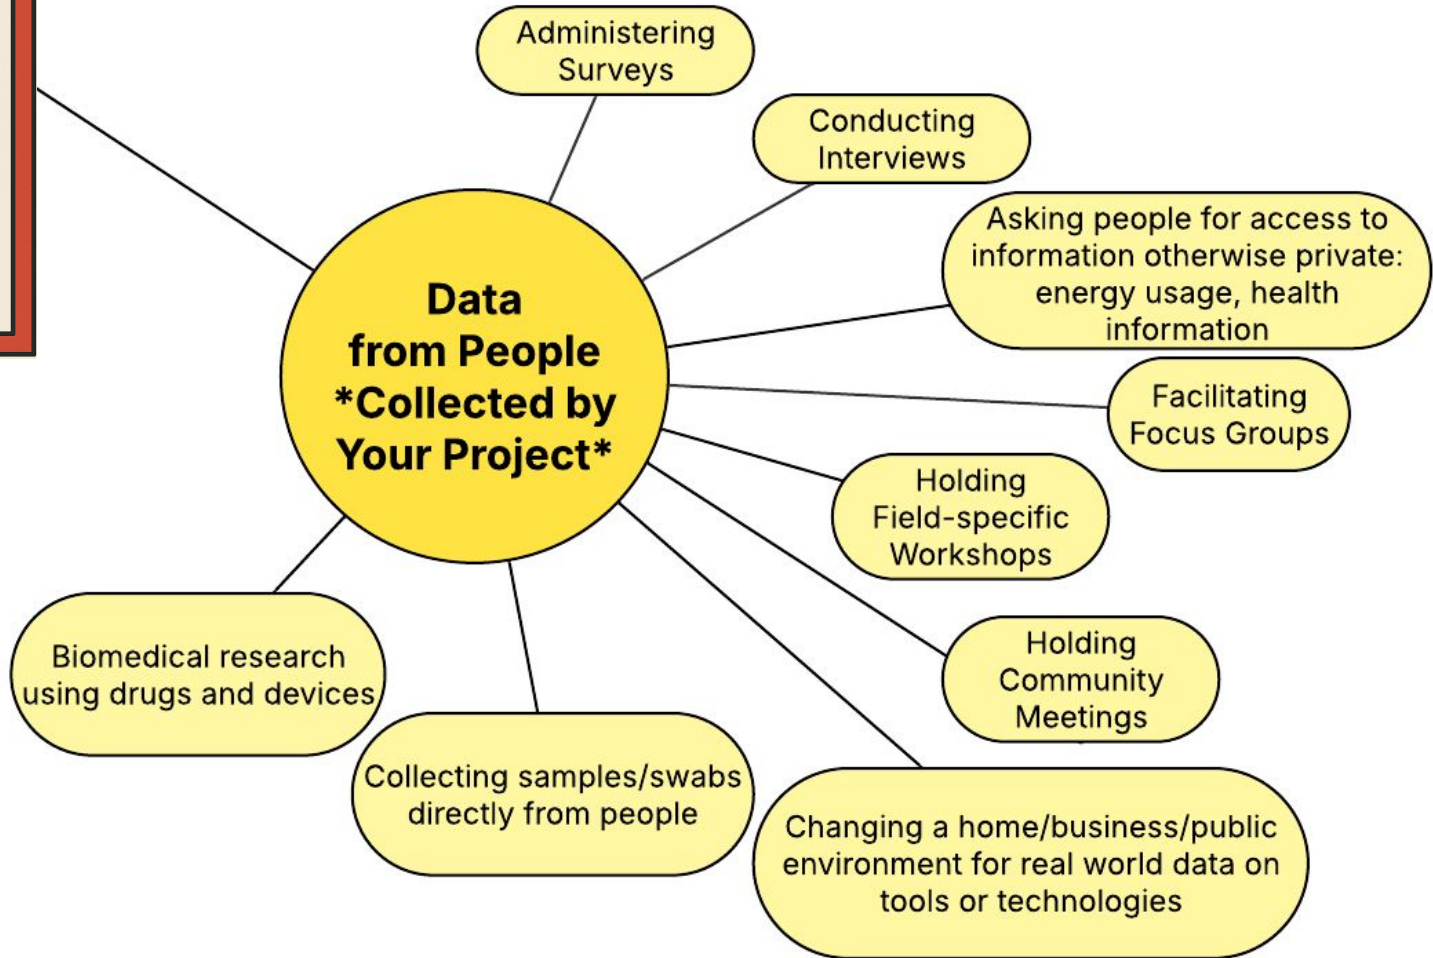 Administering
Surveys
Conducting
Interviews
Asking people for access to
information otherwise private:
energy usage, health
information
Data
from People
*Collected by
Your Project*
Facilitating
Focus Groups
Holding
Field-specific
Workshops
Holding
Community
Meetings
Biomedical research
using drugs and devices
Collecting samples/swabs
directly from people
Changing a home/business/public
environment for real world data on
tools or technologies